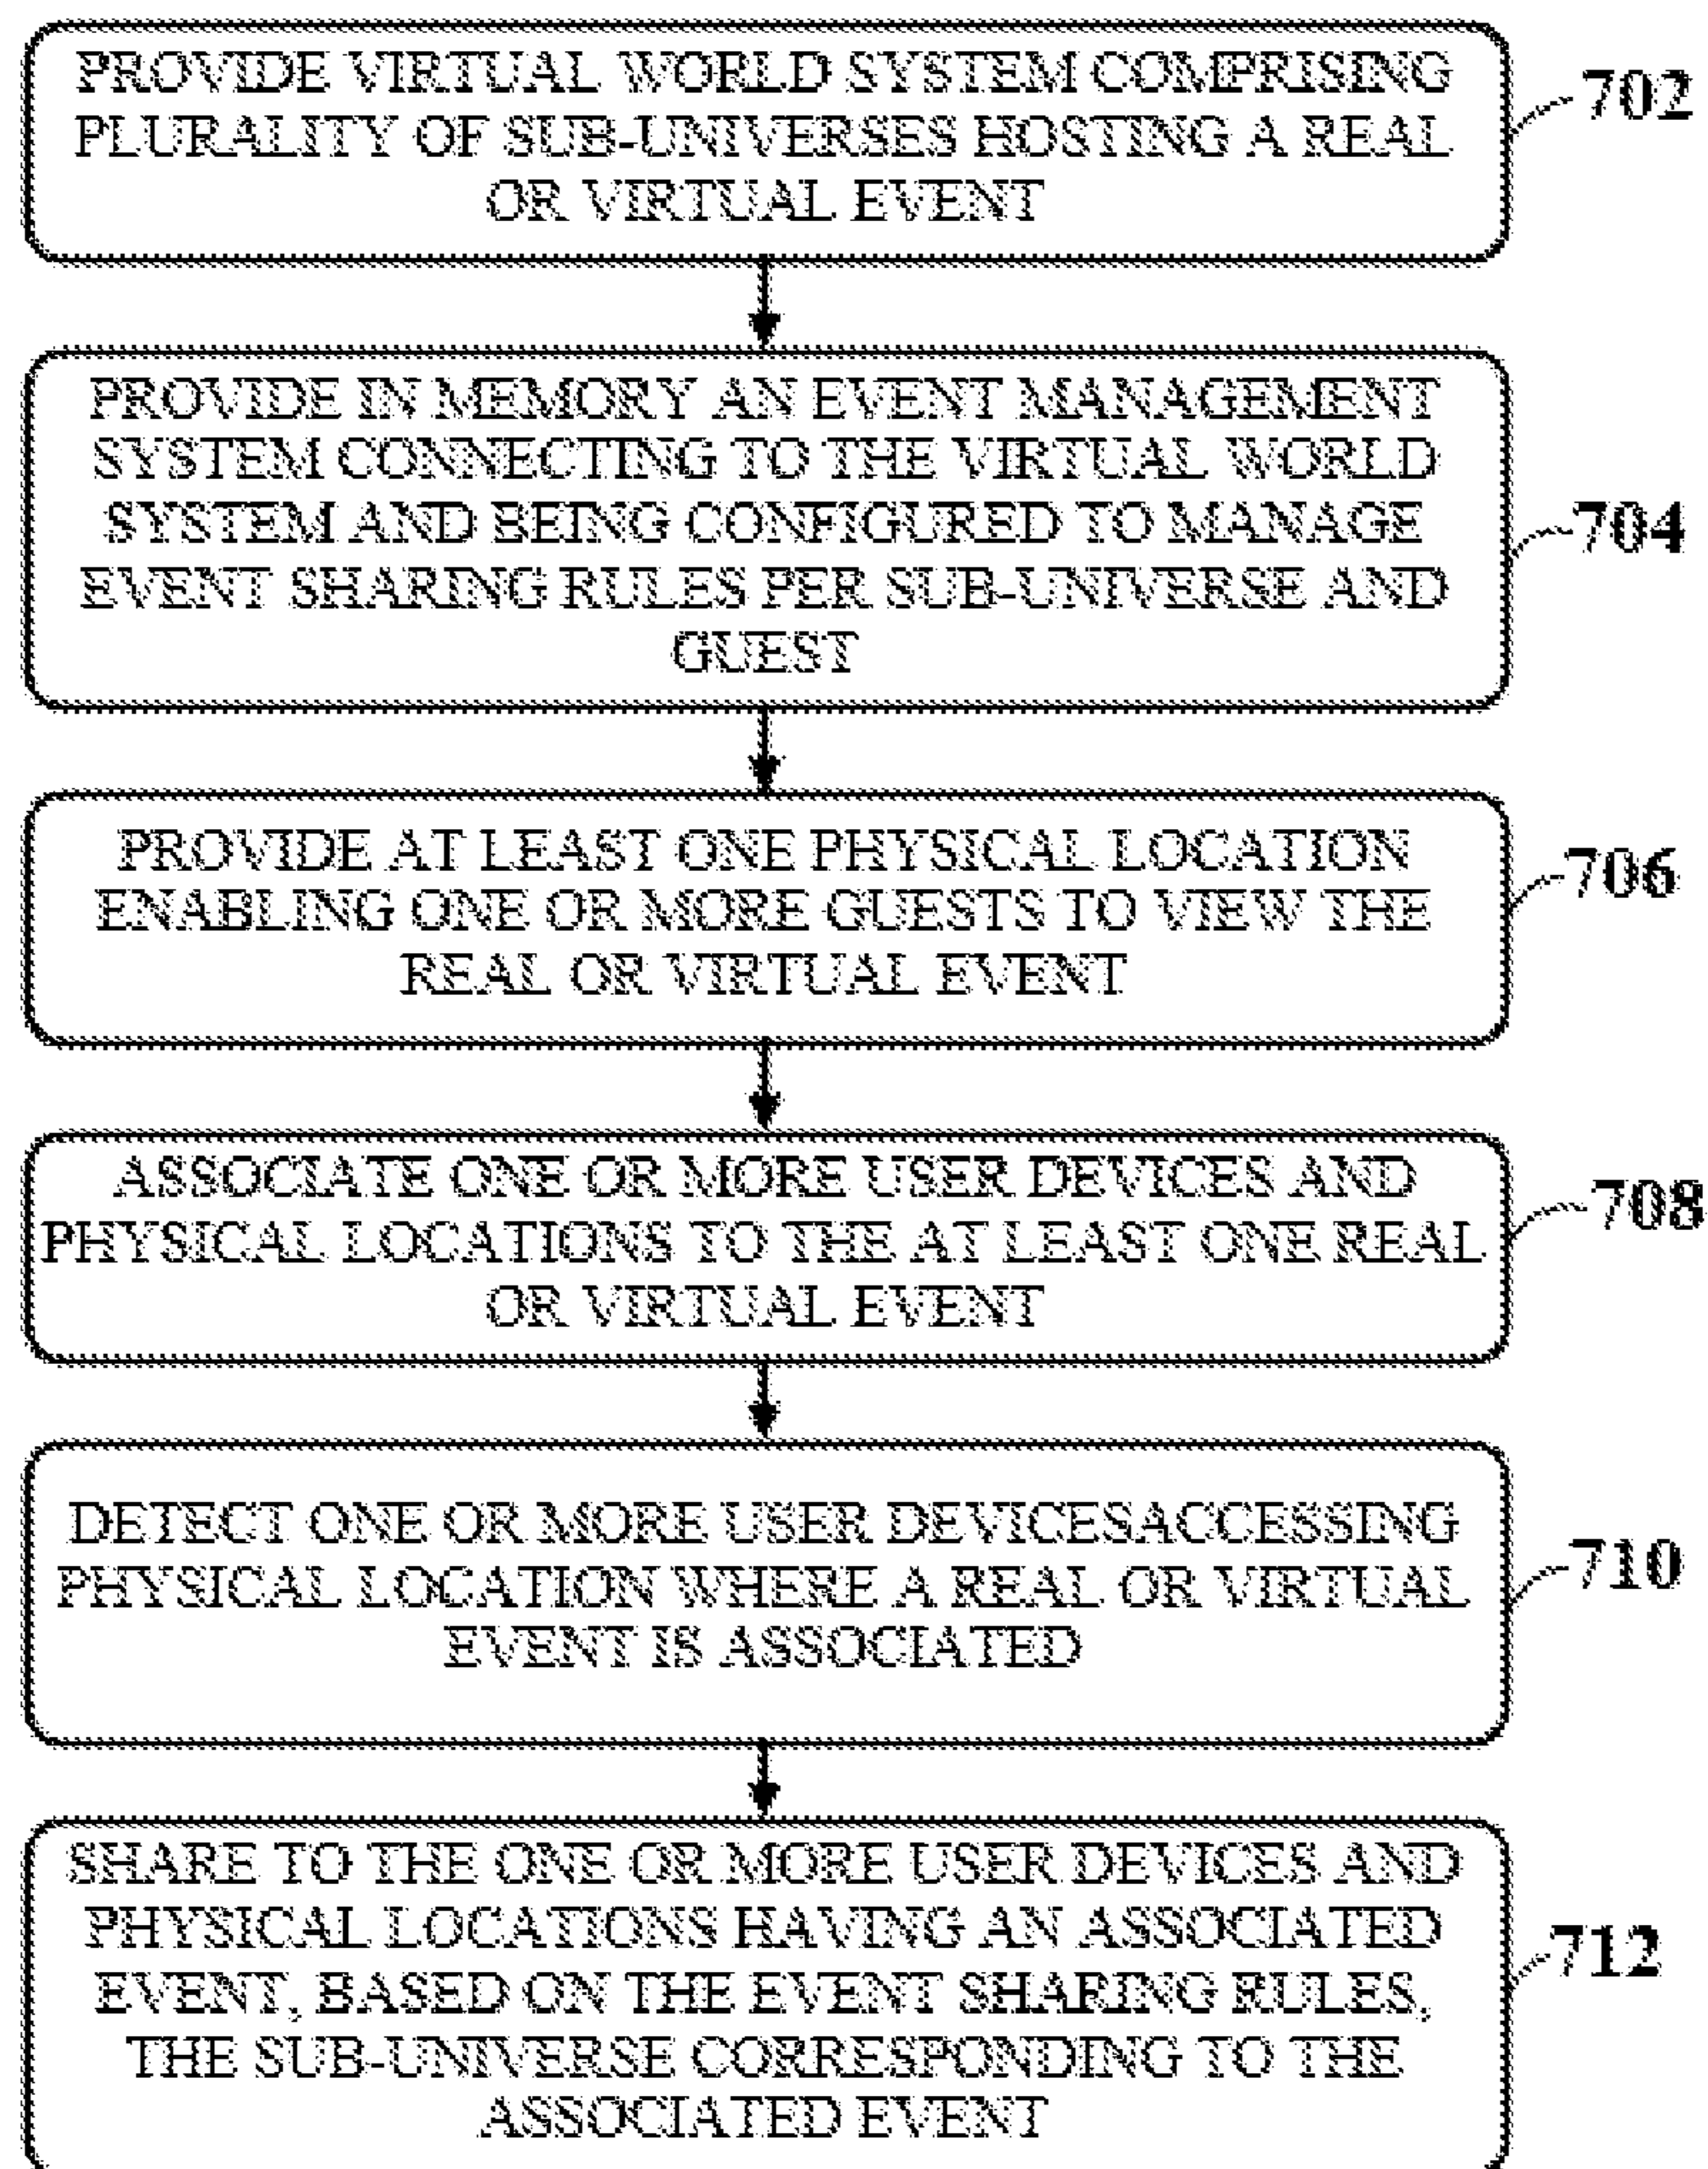 PROVIDE VIRTUAL WORLD SYSTEM COMPRISING
PLURALITY OF SUB-UNIVERSES HOSTING A REAL
OR VIRTUAL EVENT
702
PROVIDE IN MEMORY AN EVENT MANAGEMENT
SYSTEM CONNECTING TO THE VIRTUAL WORLD
SYSTEM AND BEING CONFIGURED TO MANAGE
EVENT SHARING RULES PER SUB-UNIVERSE AND
GUEST
704
PROVIDE AT LEAST ONE PHYSICAL LOCATION
ENABLING ONE OR MORE GUESTS TO VIEW THE
REAL OR VIRTUAL EVENT
706
ASSOCIATE ONE OR MORE USER DEVICES AND
PHYSICAL LOCATIONS TO THE AT LEAST ONE REAL
OR VIRTUAL EVENT
708
DETECT ONE OR MORE USER DEVICESACCESSING
PHYSICAL LOCATION WHERE A REAL OR VIRTUAL
EVENT IS ASSOCIATED
710
SHARE TO THE ONE OR MORE USER DEVICES AND
PHYSICAL LOCATIONS HAVING AN ASSOCIATED
EVENT, BASED ON THE EVENT SHARING RULES,
THE SUB-UNIVERSE CORRESPONDING TO THE
ASSOCIATED EVENT
712